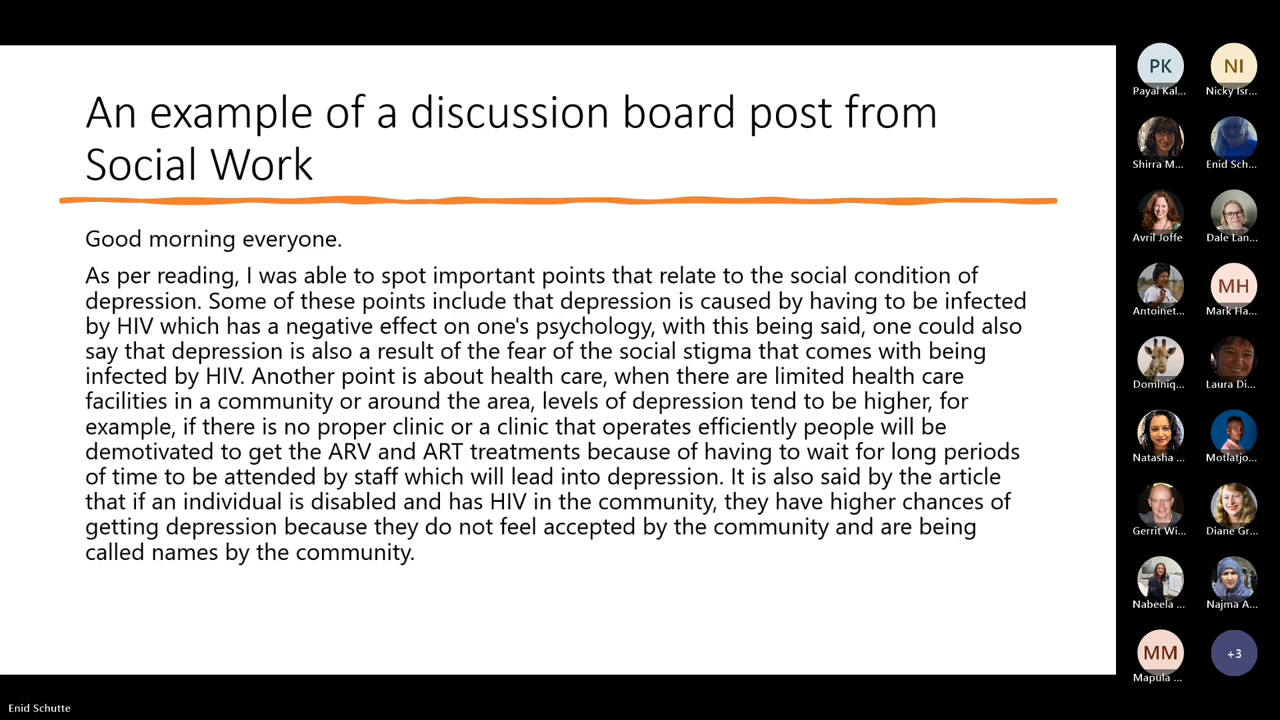 An example of a discussion board post from
Social Work
Good morning everyone.
As per reading, I was able to spot important points that relate to the social condition of
depression. Some of these points include that depression is caused by having to be infected
by HIV which has a negative effect on one's psychology, with this being said, one could also
say that depression is also a result of the fear of the social stigma that comes with being
infected by HIV. Another point is about health care, when there are limited health care
facilities in a community or around the area, levels of depression tend to be higher, for
example, if there is no proper clinic or a clinic that operates efficiently people will be
demotivated to get the ARV and ART treatments because of having to wait for long periods
of time to be attended by staff which will lead into depression. It is also said by the article
that if an individual is disabled and has HIV in the community, they have higher chances of
getting depression because they do not feel accepted by the community and are being
called names by the community.
PK
NI
Payal Kal...
Nicky Isr...
Shirra M...
Enid Sch...
Avril Joffe
Dale Lan...
MH
Antoinet...
Mark Ha...
Dominiq...
Laura Di...
Natasha ...
Motlatjo...
Gerrit Wi...
Diane Gr...
Nabeela ...
Najma A...
MM
+3
Mapula ...
Enid Schutte